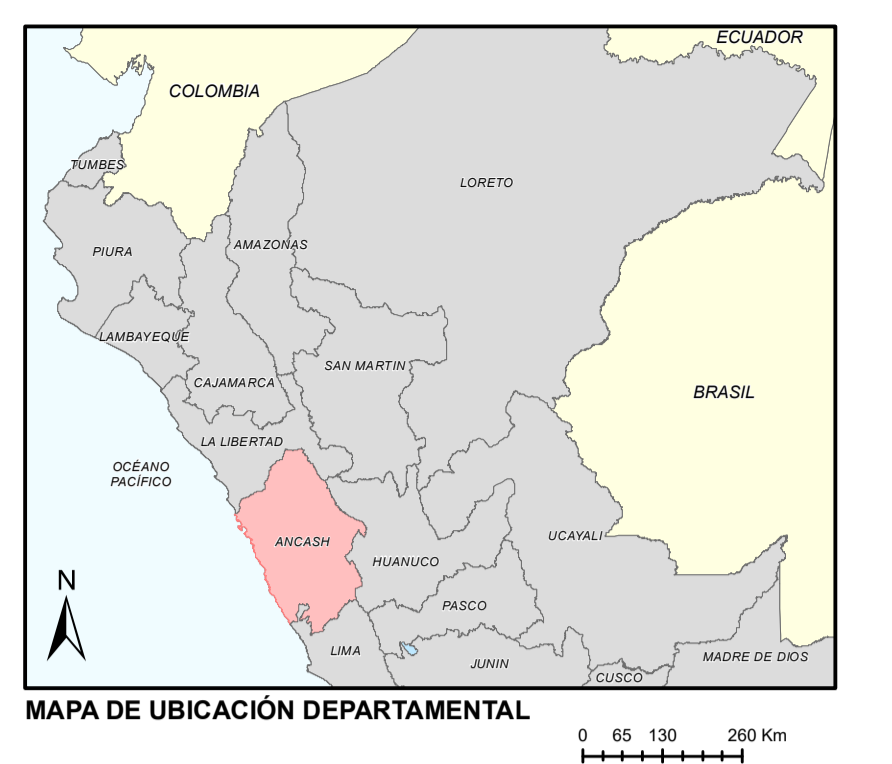 ECUADOR
COLOMBIA
TUMBES
LORETO
AMAZONAS
PIURA
LAMBAYEQUE
SAN MARTIN
CAJAMARCA
BRASIL
LA LIBERTAD
OCÉANO
PACÍFICO
ANCASH
UCAYALI
HUANUCO
N
PASCO
LIMA
JUNIN
MADRE DE DIOS
CUSCO
MAPA DE UBICACIÓN DEPARTAMENTAL
0 65 130 260 Km